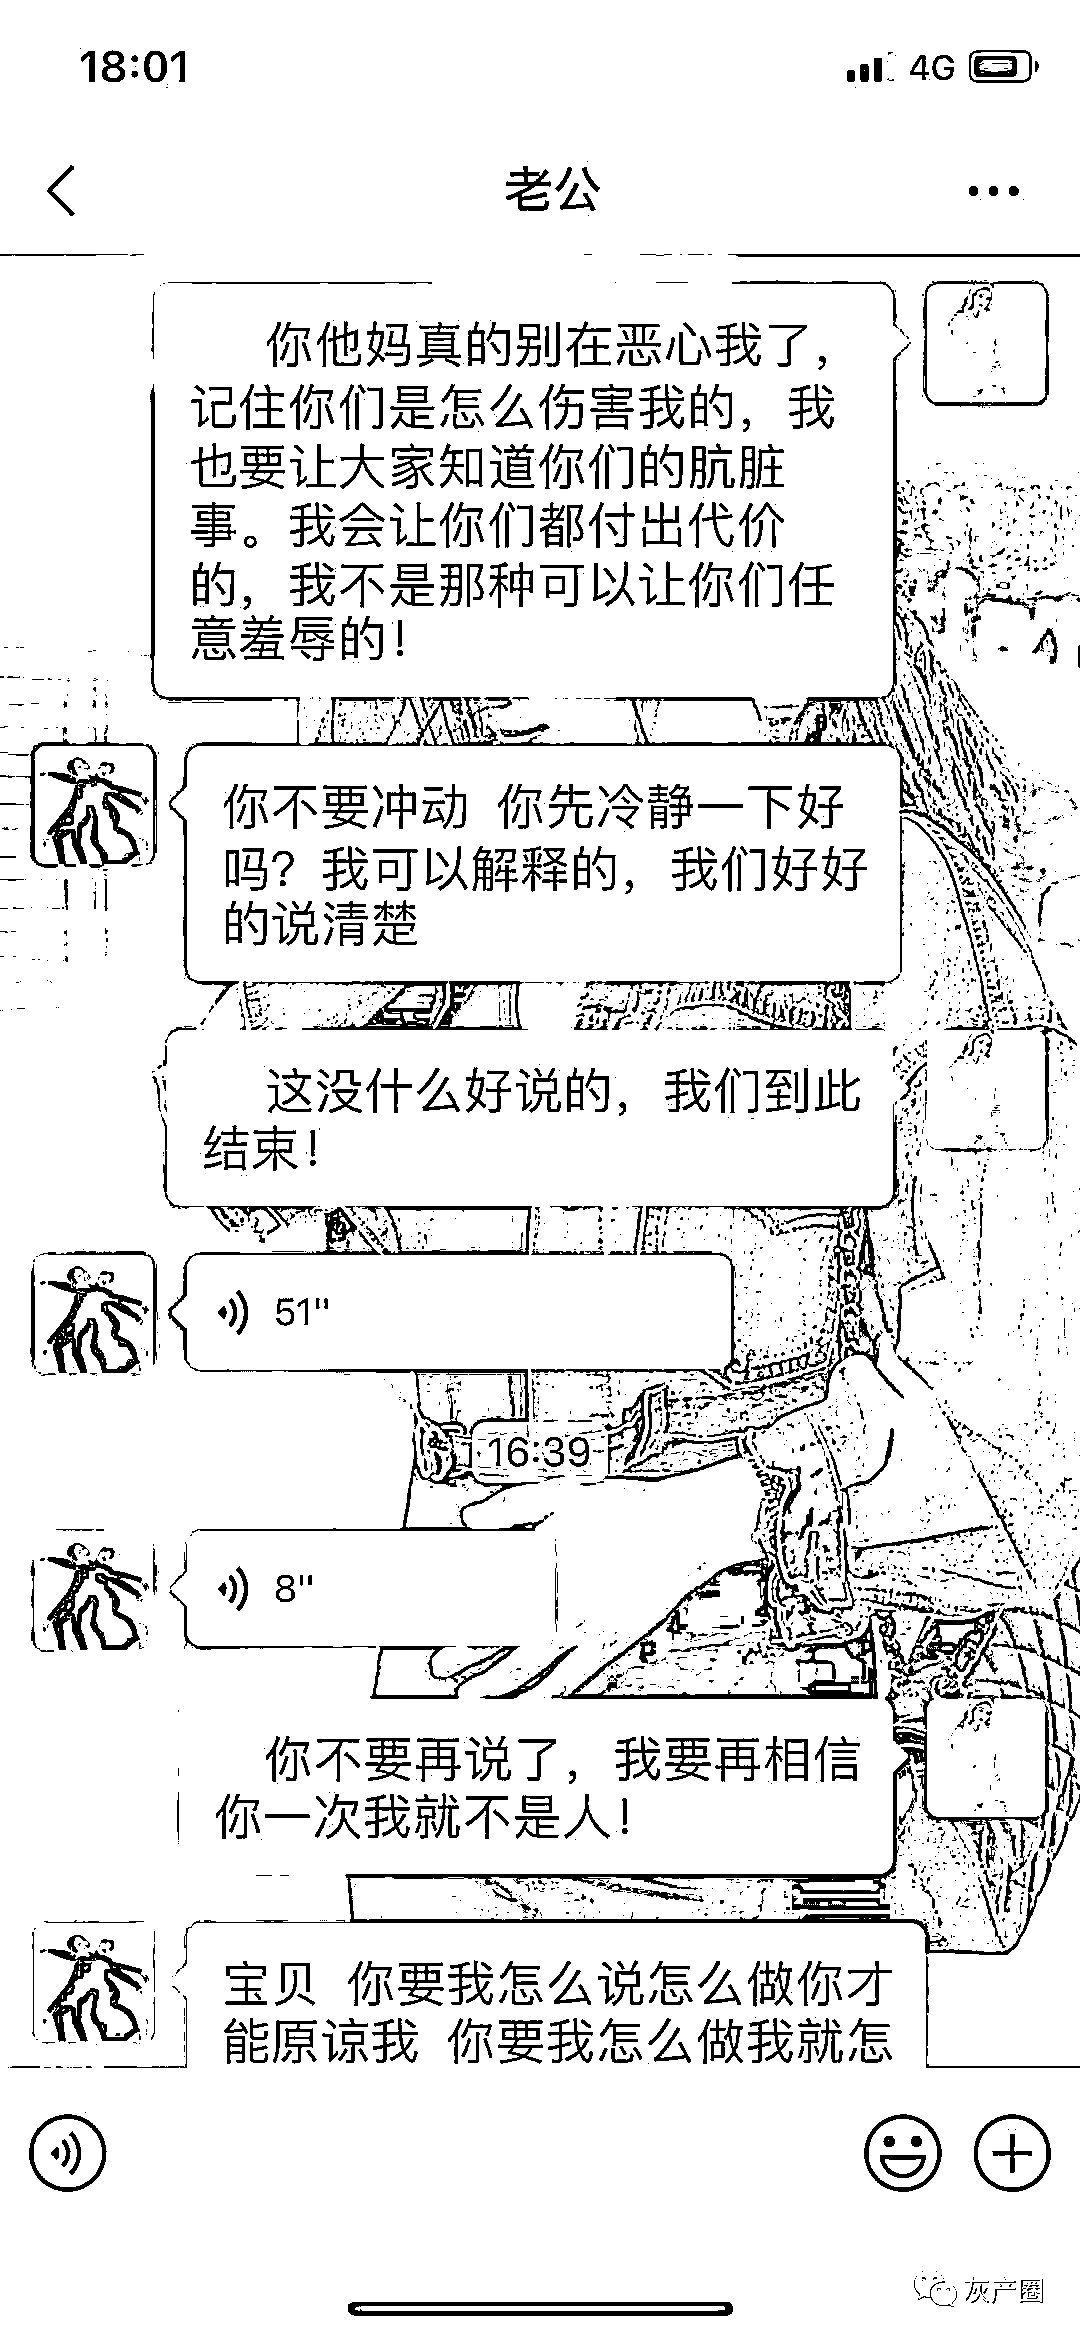 18:01
4G
老公
你他妈真的别在恶心我了，
记住你们是怎么伤害我的，我
也要让大家知道你们的肮脏
事。我会让你们都付出代价
的，我不是那种可以让你们任
意羞辱的！
你不要冲动 你先冷静一下好
吗？我可以解释的，我们好好
的说清楚
这没什么好说的，我们到此
结束！
51"
16:39
8"
你不要再说了，我要再相信
你一次我就不是人！
宝贝 你要我怎么说怎么做你才
能原谅我 你要我怎么做我就怎
灰产圈